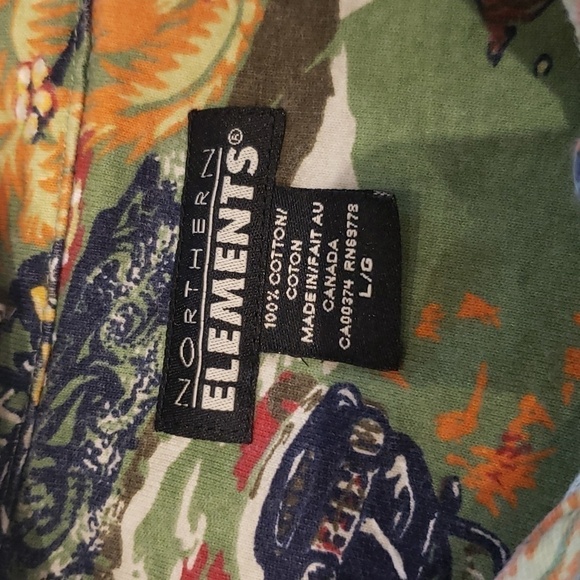 NORTHERN
ELEMENTS®
100% COTTON/
COTON
MADE IN/FAIT AU
CANADA
CA00374 RN69778
L/G